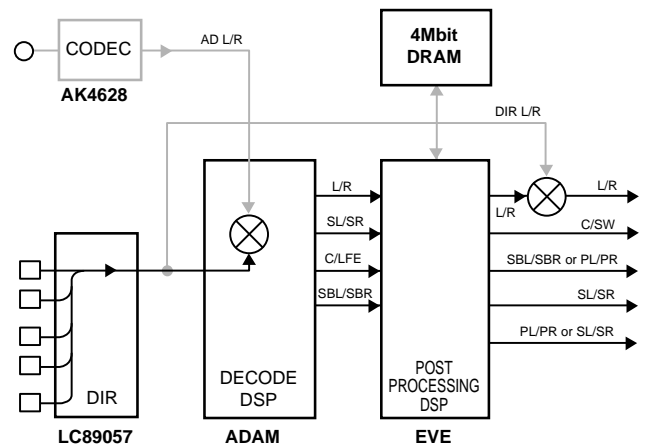 CODEC
AK4628
AD L/R
4Mbit
DRAM
DIR L/R
L/R
SL/SR
C/LFE
SBL/SBR
L/R
L/R
C/SW
SBL/SBR or PL/PR
SL/SR
PL/PR or SL/SR
DIR
DECODE
DSP
POST
PROCESSING
DSP
LC89057
ADAM
EVE